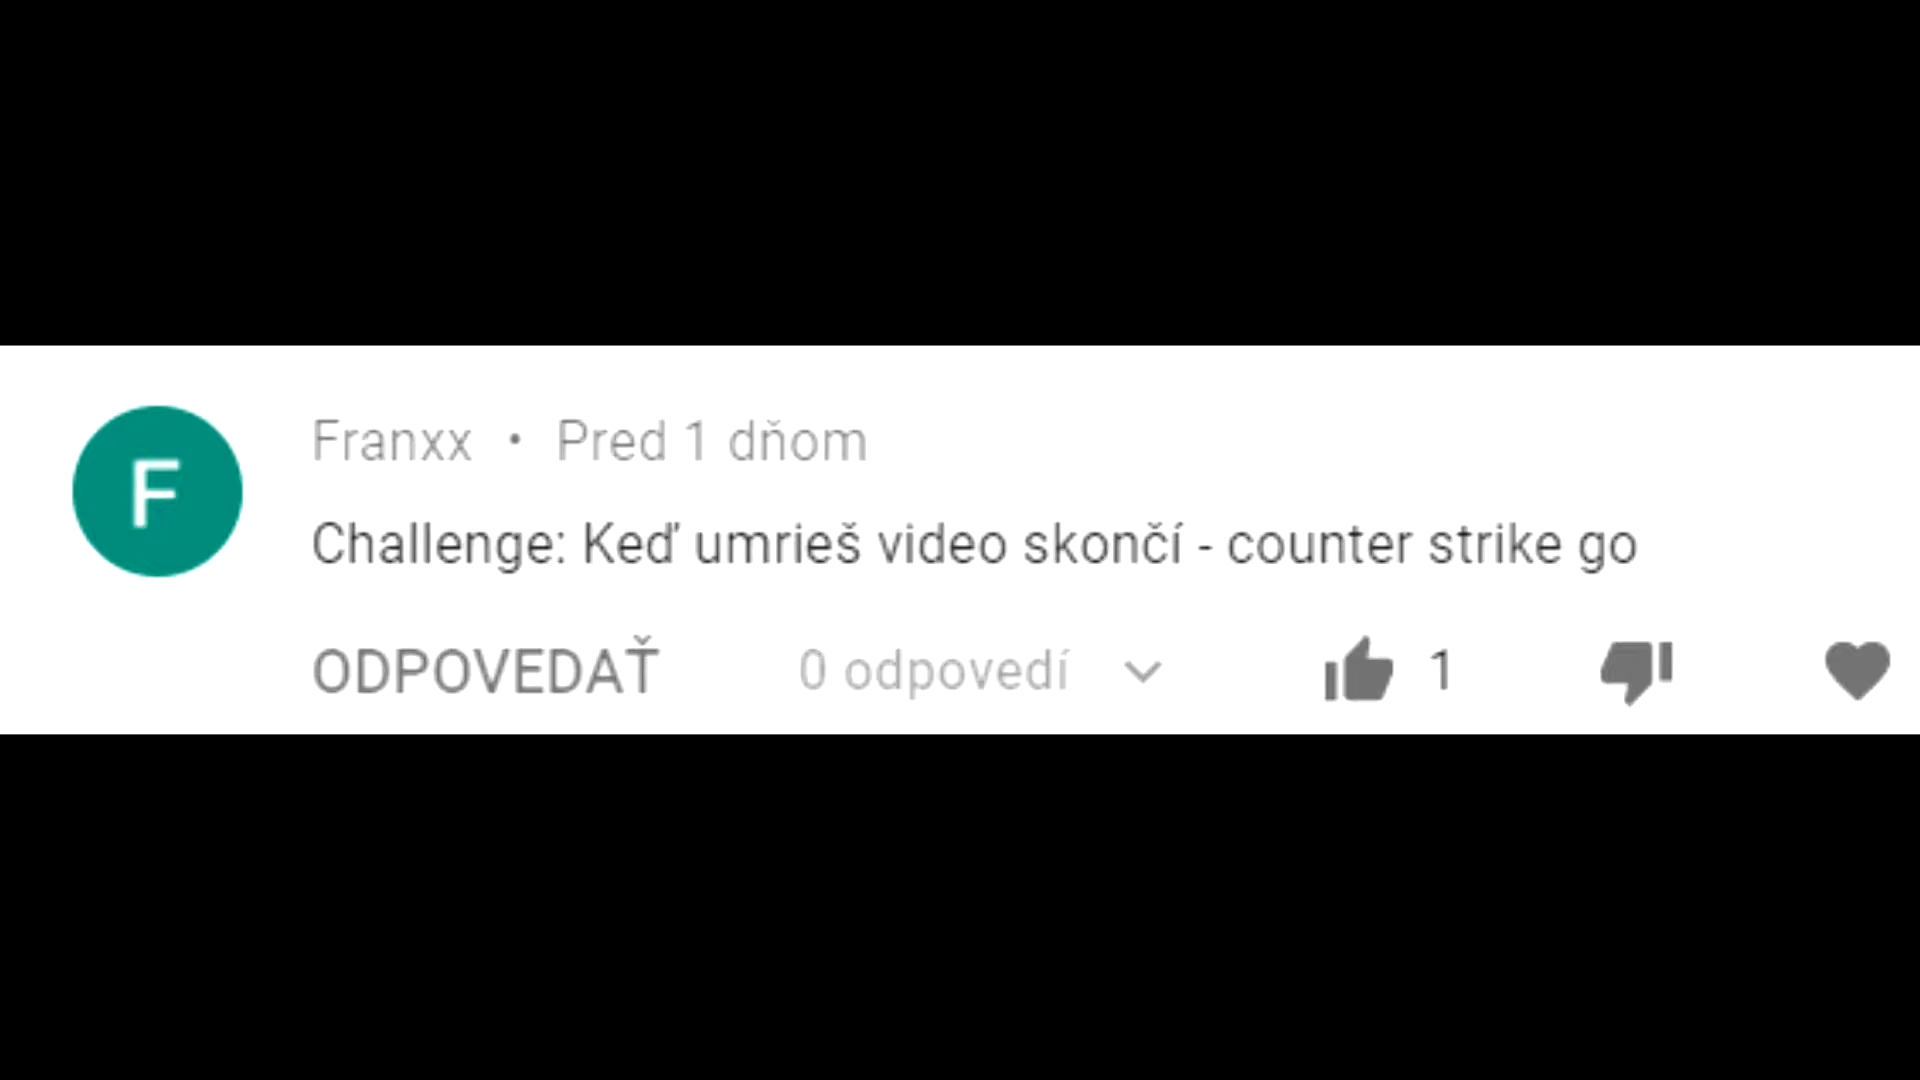 F
Franxx • Pred 1 dňom
Challenge: Keď umrieš video skončí - counter strike go
ODPOVEDAŤ 0 odpovedí 1